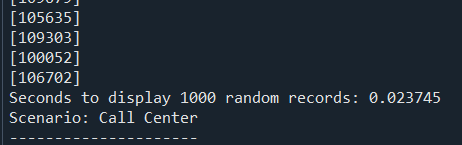 [105635]
[109303]
[100052]
[106702]
Seconds to display 1000 random records: 0.023745
Scenario: Call Center
---------------------